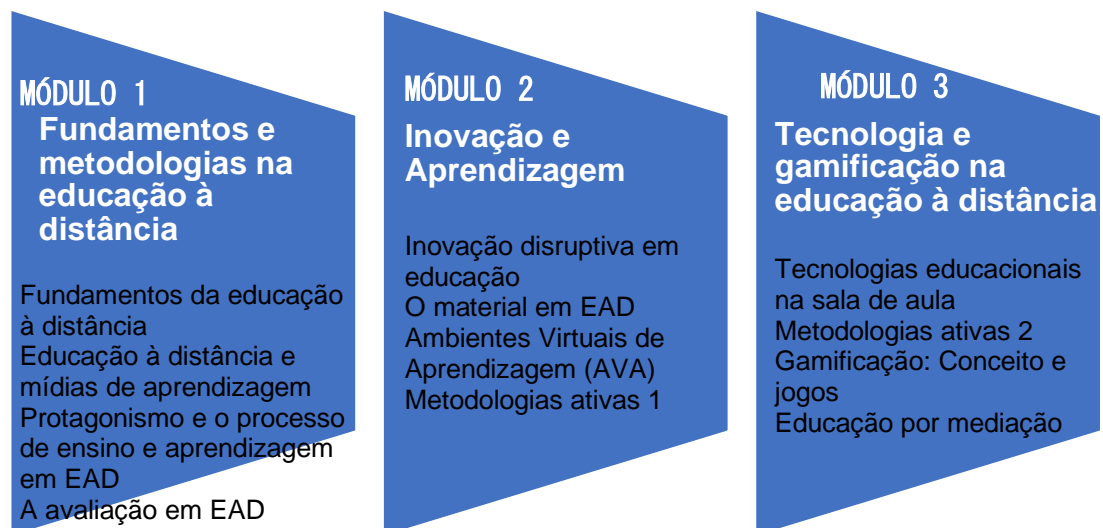 MÓDULO 1
Fundamentos e
metodologias na
educação à
distância
Fundamentos da educação
à distância
Educação à distância e
mídias de aprendizagem
Protagonismo e o processo
de ensino e aprendizagem
em EAD
A avaliação em EAD
MÓDULO 2
Inovação e
Aprendizagem
Inovação disruptiva em
educação
O material em EAD
Ambientes Virtuais de
Aprendizagem (AVA)
Metodologias ativas 1
MÓDULO 3
Tecnologia e
gamificação na
educação à distância
Tecnologias educacionais
na sala de aula
Metodologias ativas 2
Gamificação: Conceito e
jogos
Educação por mediação